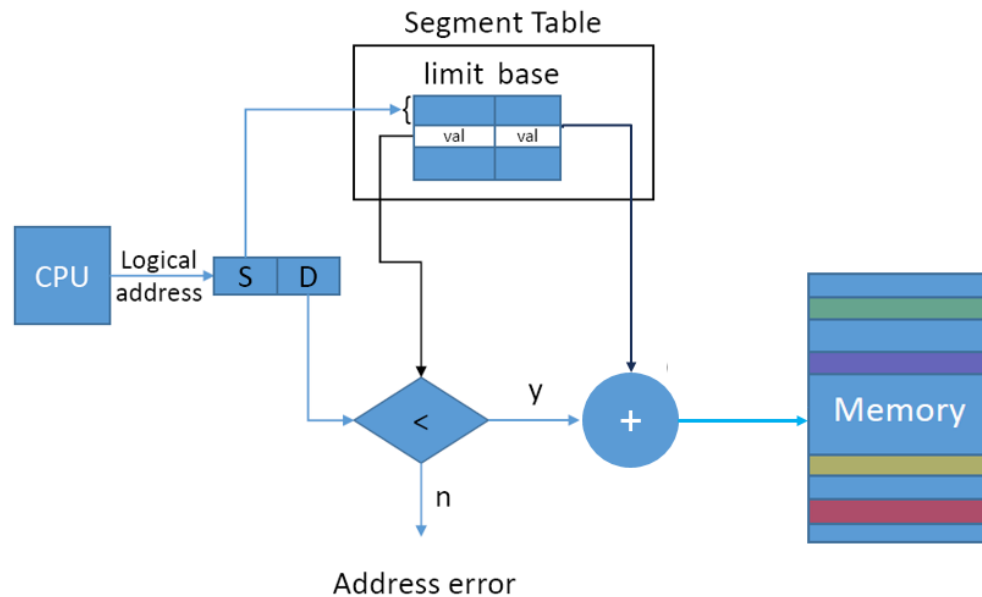 Segment Table
limit base
{
val val
CPU
Logical
address
S D
<
y
+
n
Memory
Address error